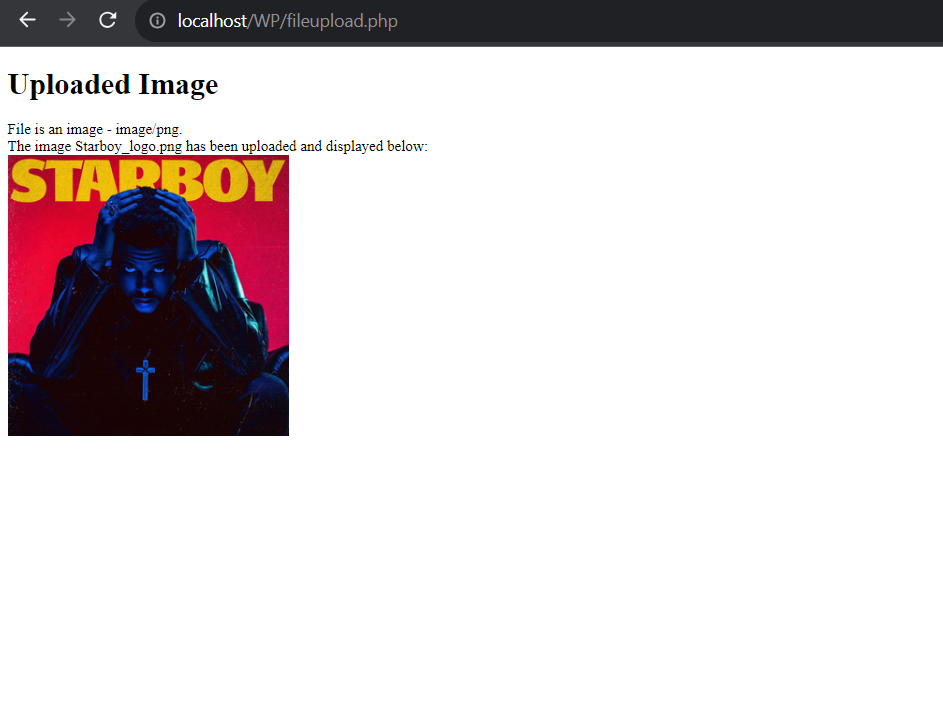 localhost/WP/fileupload.php
Uploaded Image
File is an image - image/png.
The image Starboy_logo.png has been uploaded and displayed below:
STARBOY